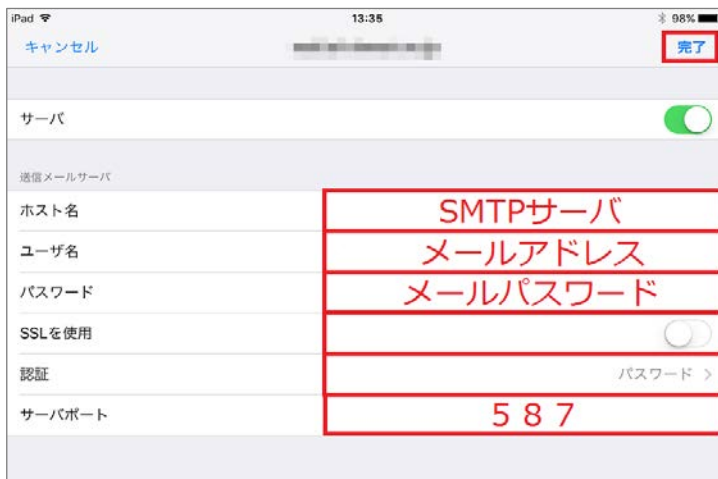 iPad 13:35 98%
キャンセル 完了
サーバ
送信メールサーバ
ホスト名 SMTPサーバ
ユーザ名 メールアドレス
パスワード メールパスワード
SSLを使用
認証 パスワード >
サーバポート 587